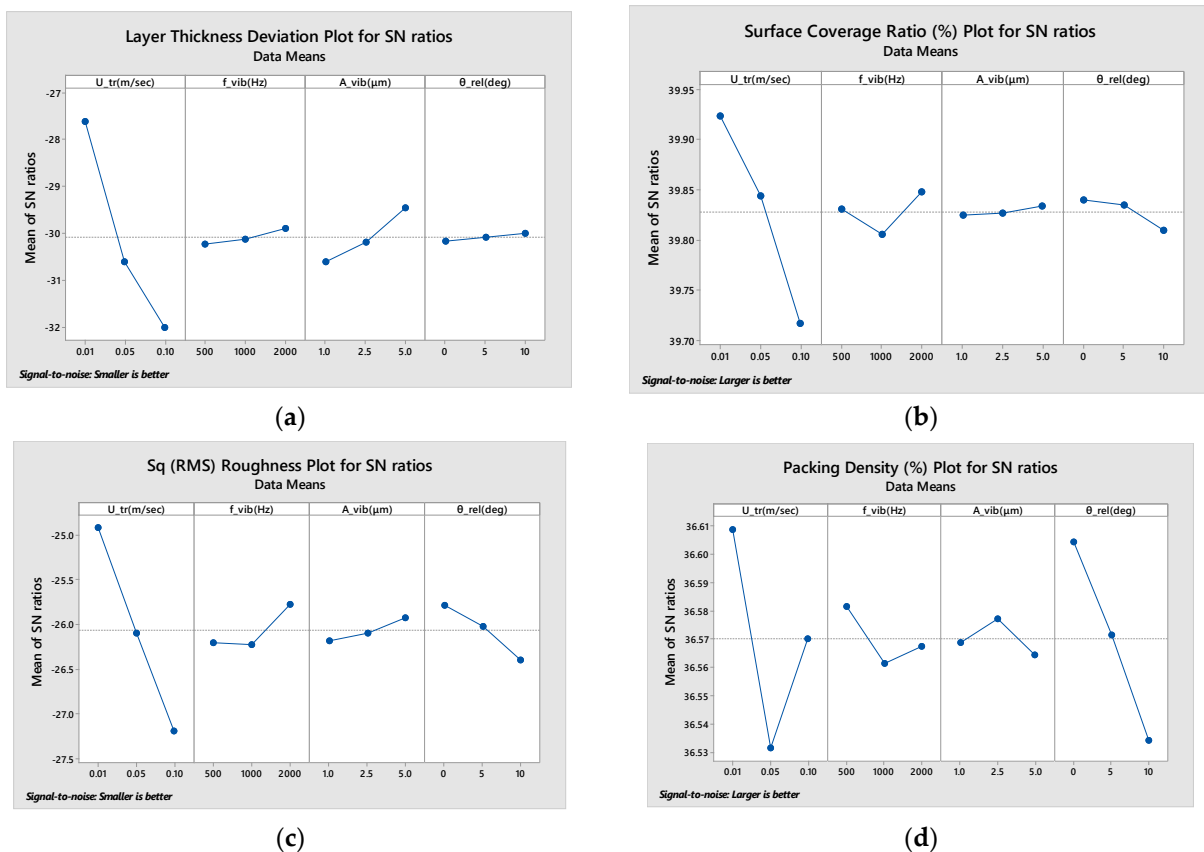 Layer Thickness Deviation Plot for SN ratios
Data Means
U_tr(m/sec) f_vib(Hz) A_vib(µm) θ_rel(deg)
Mean of SN ratios
-27
-28
-29
-30
-31
-32
0.01 0.05 0.10 500 1000 2000 1.0 2.5 5.0 0 5 10
Signal-to-noise: Smaller is better
(a)
Surface Coverage Ratio (%) Plot for SN ratios
Data Means
U_tr(m/sec) f_vib(Hz) A_vib(µm) θ_rel(deg)
Mean of SN ratios
39.95
39.90
39.85
39.80
39.75
39.70
0.01 0.05 0.10 500 1000 2000 1.0 2.5 5.0 0 5 10
Signal-to-noise: Larger is better
(b)
Sq (RMS) Roughness Plot for SN ratios
Data Means
U_tr(m/sec) f_vib(Hz) A_vib(µm) θ_rel(deg)
Mean of SN ratios
-25.0
-25.5
-26.0
-26.5
-27.0
-27.5
0.01 0.05 0.10 500 1000 2000 1.0 2.5 5.0 0 5 10
Signal-to-noise: Smaller is better
(c)
Packing Density (%) Plot for SN ratios
Data Means
U_tr(m/sec) f_vib(Hz) A_vib(µm) θ_rel(deg)
Mean of SN ratios
36.61
36.60
36.59
36.58
36.57
36.56
36.55
36.54
36.53
0.01 0.05 0.10 500 1000 2000 1.0 2.5 5.0 0 5 10
Signal-to-noise: Larger is better
(d)